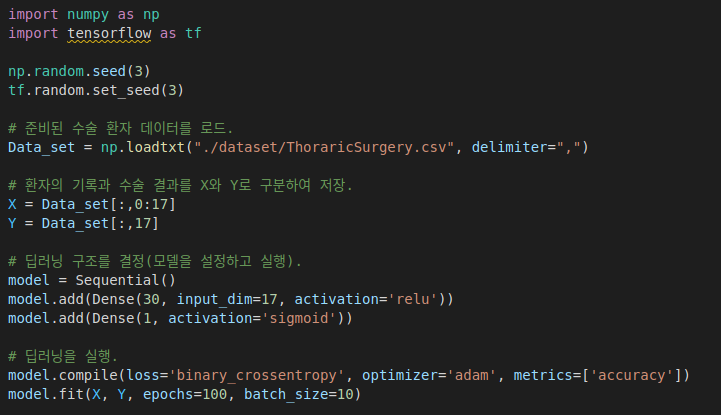 import numpy as np
import tensorflow as tf
np.random.seed(3)
tf.random.set_seed(3)
# 준비된 수술 환자 데이터를 로드.
Data_set = np.loadtxt("./dataset/ThoraricSurgery.csv", delimiter=",")
# 환자의 기록과 수술 결과를 X와 Y로 구분하여 저장.
X = Data_set[:,0:17]
Y = Data_set[:,17]
# 딥러닝 구조를 결정(모델을 설정하고 실행).
model = Sequential()
model.add(Dense(30, input_dim=17, activation='relu'))
model.add(Dense(1, activation='sigmoid'))
# 딥러닝을 실행.
model.compile(loss='binary_crossentropy', optimizer='adam', metrics=['accuracy'])
model.fit(X, Y, epochs=100, batch_size=10)